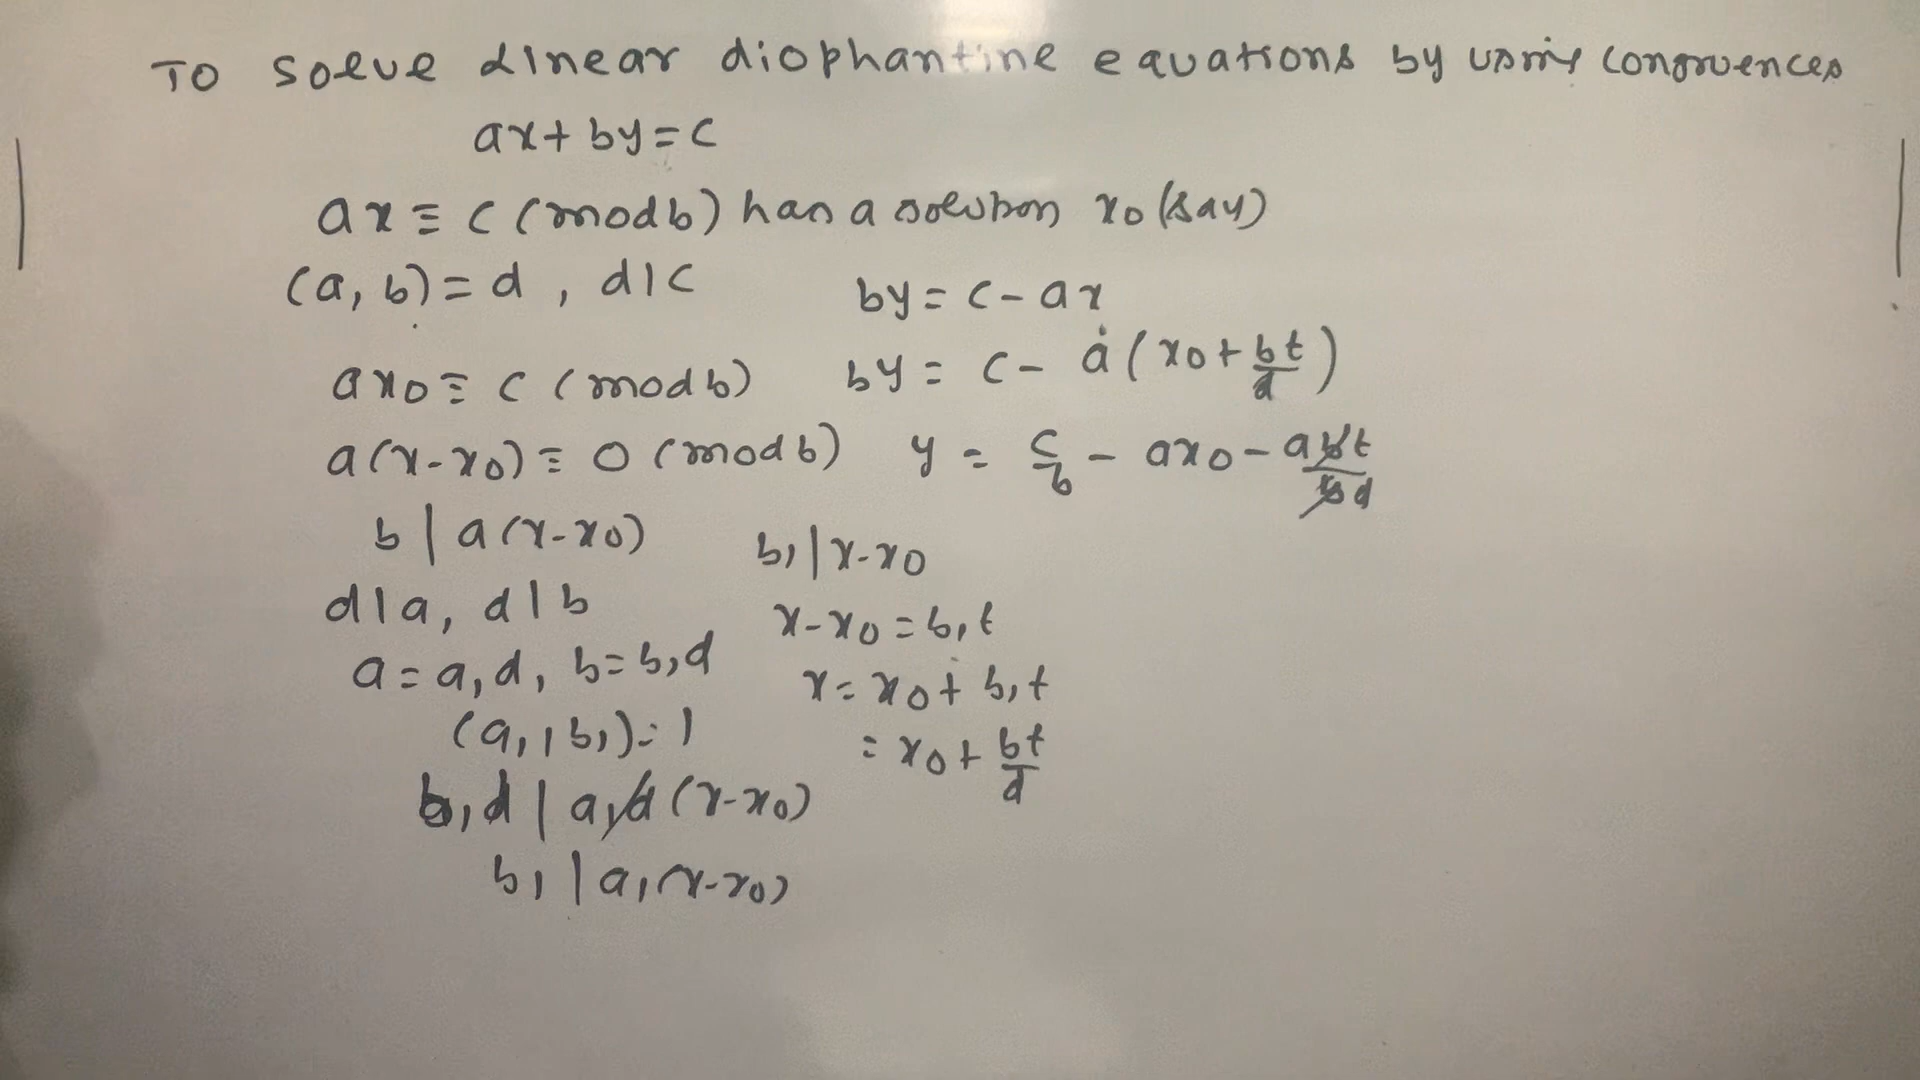 To solve linear diophantine equations by using congruences
ax + by = c
ax ≡ c (mod b) has a solution x0 (say)
(a, b) = d , d | c
ax0 ≡ c (mod b)
a(x-x0) ≡ 0 (mod b)
b | a(x-x0)
d | a, d | b
a = a1d, b = b1d
(a1, b1) = 1
b1d | a1d(x-x0)
b1 | a1(x-x0)
by = c - ax
by = c - a(x0 + bt/d)
y = c/b - ax0 - abt/bd
b1 | x-x0
x-x0 = b1t
x = x0 + b1t
= x0 + bt/d